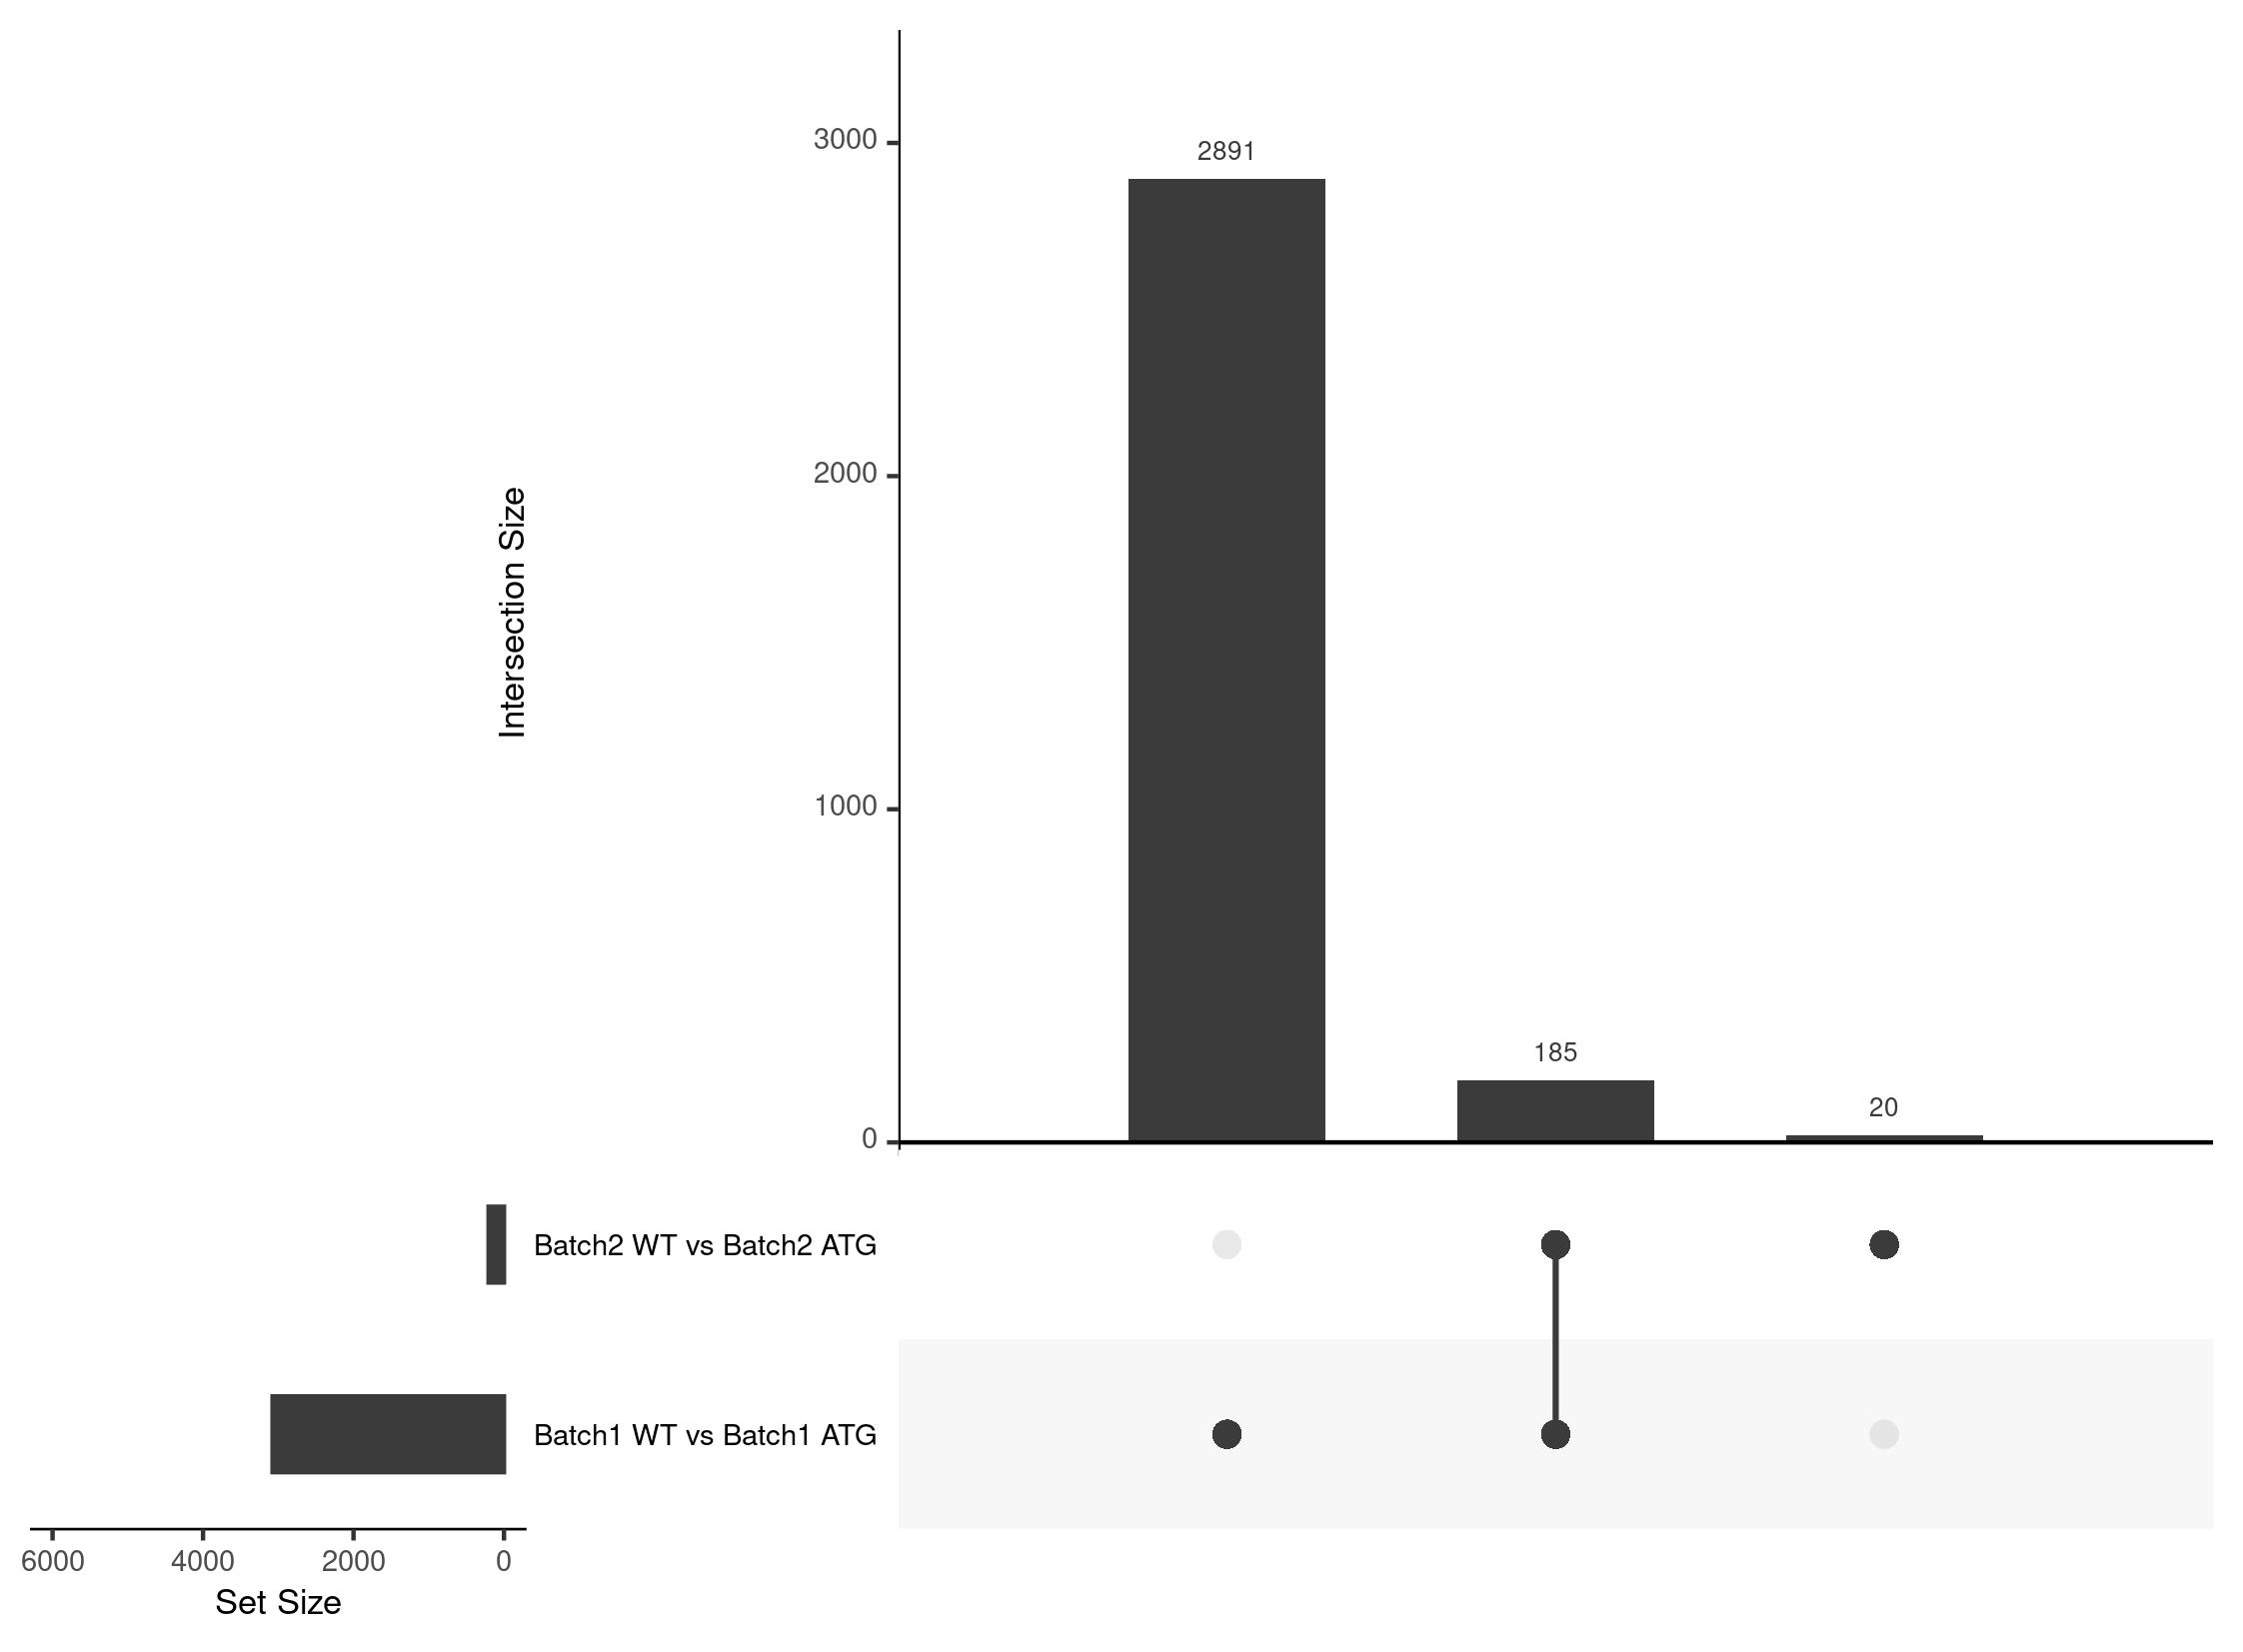 3000
2891
2000
Intersection Size
1000
185
20
0
Batch2 WT vs Batch2 ATG
Batch1 WT vs Batch1 ATG
6000 4000 2000 0
Set Size